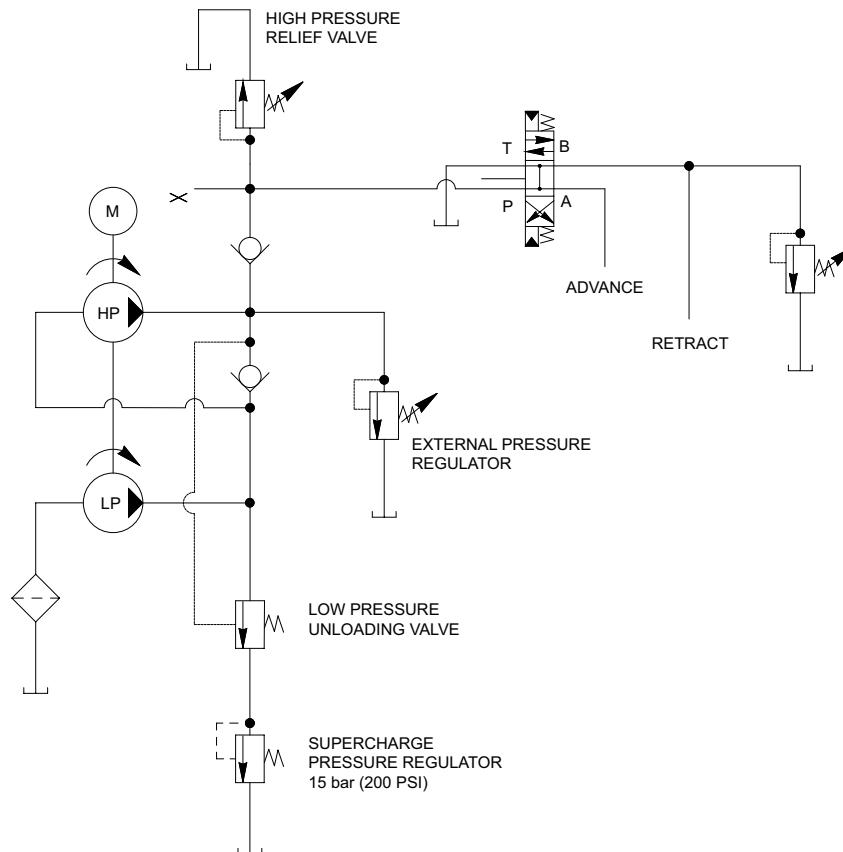 HIGH PRESSURE
RELIEF VALVE
T
B
M
P
A
ADVANCE
HP
RETRACT
EXTERNAL PRESSURE
REGULATOR
LP
LOW PRESSURE
UNLOADING VALVE
SUPERCHARGE
PRESSURE REGULATOR
15 bar (200 PSI)